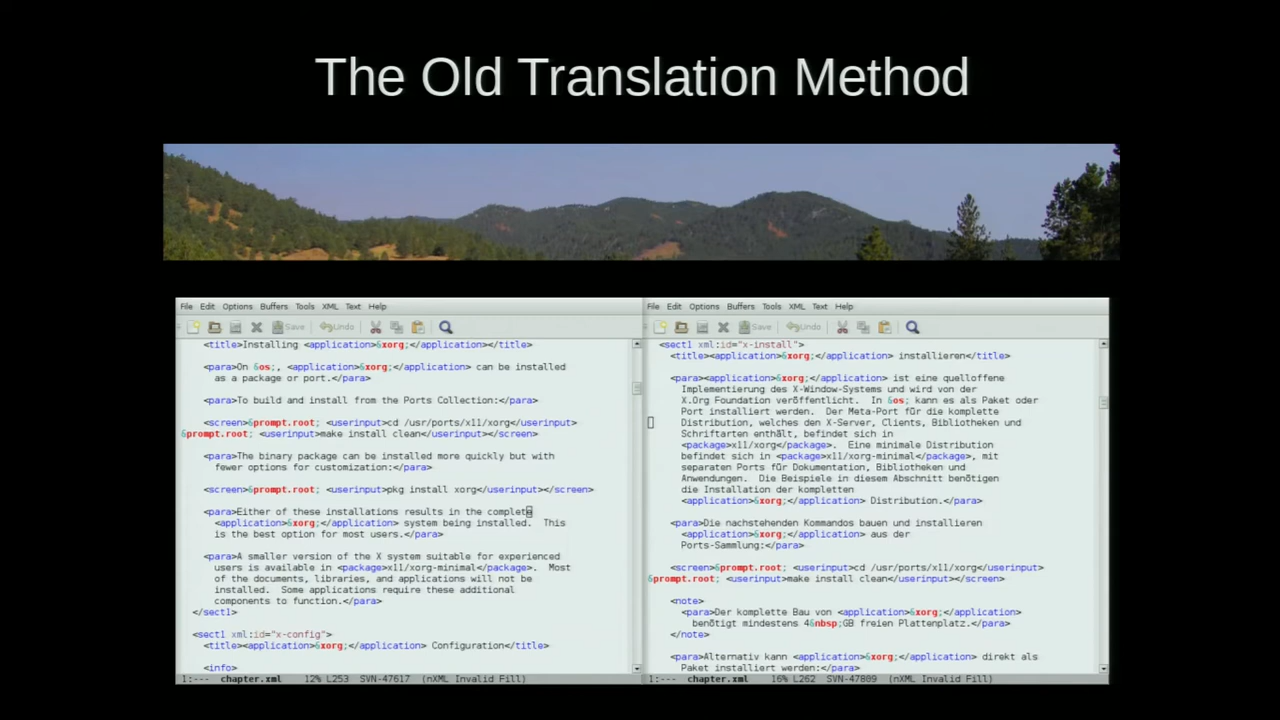 The Old Translation Method
File Edit Options Buffers Tools XML Text Help
Save Undo
<title>Installing <application>&xorg;</application></title>
<para>On &os;, <application>&xorg;</application> can be installed
as a package or port.</para>
<para>To build and install from the Ports Collection:</para>
<screen>&prompt.root; <userinput>cd /usr/ports/x11/xorg</userinput>
&prompt.root; <userinput>make install clean</userinput></screen>
<para>The binary package can be installed more quickly but with
fewer options for customization:</para>
<screen>&prompt.root; <userinput>pkg install xorg</userinput></screen>
<para>Either of these installations results in the complete
<application>&xorg;</application> system being installed.  This
is the best option for most users.</para>
<para>A smaller version of the X system suitable for experienced
users is available in <package>x11/xorg-minimal</package>.  Most
of the documents, libraries, and applications will not be
installed.  Some applications require these additional
components to function.</para>
</sect1>
<sect1 xml:id="x-config">
<title><application>&xorg;</application> Configuration</title>
<info>
1:---  chapter.xml  12% L253  SVN-47617  (nXML Invalid Fill)
File Edit Options Buffers Tools XML Text Help
Save Undo
<sect1 xml:id="x-install">
<title><application>&xorg;</application> installieren</title>
<para><application>&xorg;</application> ist eine quelloffene
Implementierung des X-Window-Systems und wird von der
X.Org Foundation veröffentlicht.  In &os; kann es als Paket oder
Port installiert werden.  Der Meta-Port für die komplette
Distribution, welches den X-Server, Clients, Bibliotheken und
Schriftarten enthält, befindet sich in
<package>x11/xorg</package>.  Eine minimale Distribution
befindet sich in <package>x11/xorg-minimal</package>, mit
separaten Ports für Dokumentation, Bibliotheken und
Anwendungen.  Die Beispiele in diesem Abschnitt benötigen
die Installation der kompletten
<application>&xorg;</application> Distribution.</para>
<para>Die nachstehenden Kommandos bauen und installieren
<application>&xorg;</application> aus der
Ports-Sammlung:</para>
<screen>&prompt.root; <userinput>cd /usr/ports/x11/xorg</userinput>
&prompt.root; <userinput>make install clean</userinput></screen>
<note>
<para>Der komplette Bau von <application>&xorg;</application>
benötigt mindestens 4&nbsp;GB freien Plattenplatz.</para>
</note>
<para>Alternativ kann <application>&xorg;</application> direkt als
Paket installiert werden:</para>
1:---  chapter.xml  16% L262  SVN-47809  (nXML Invalid Fill)